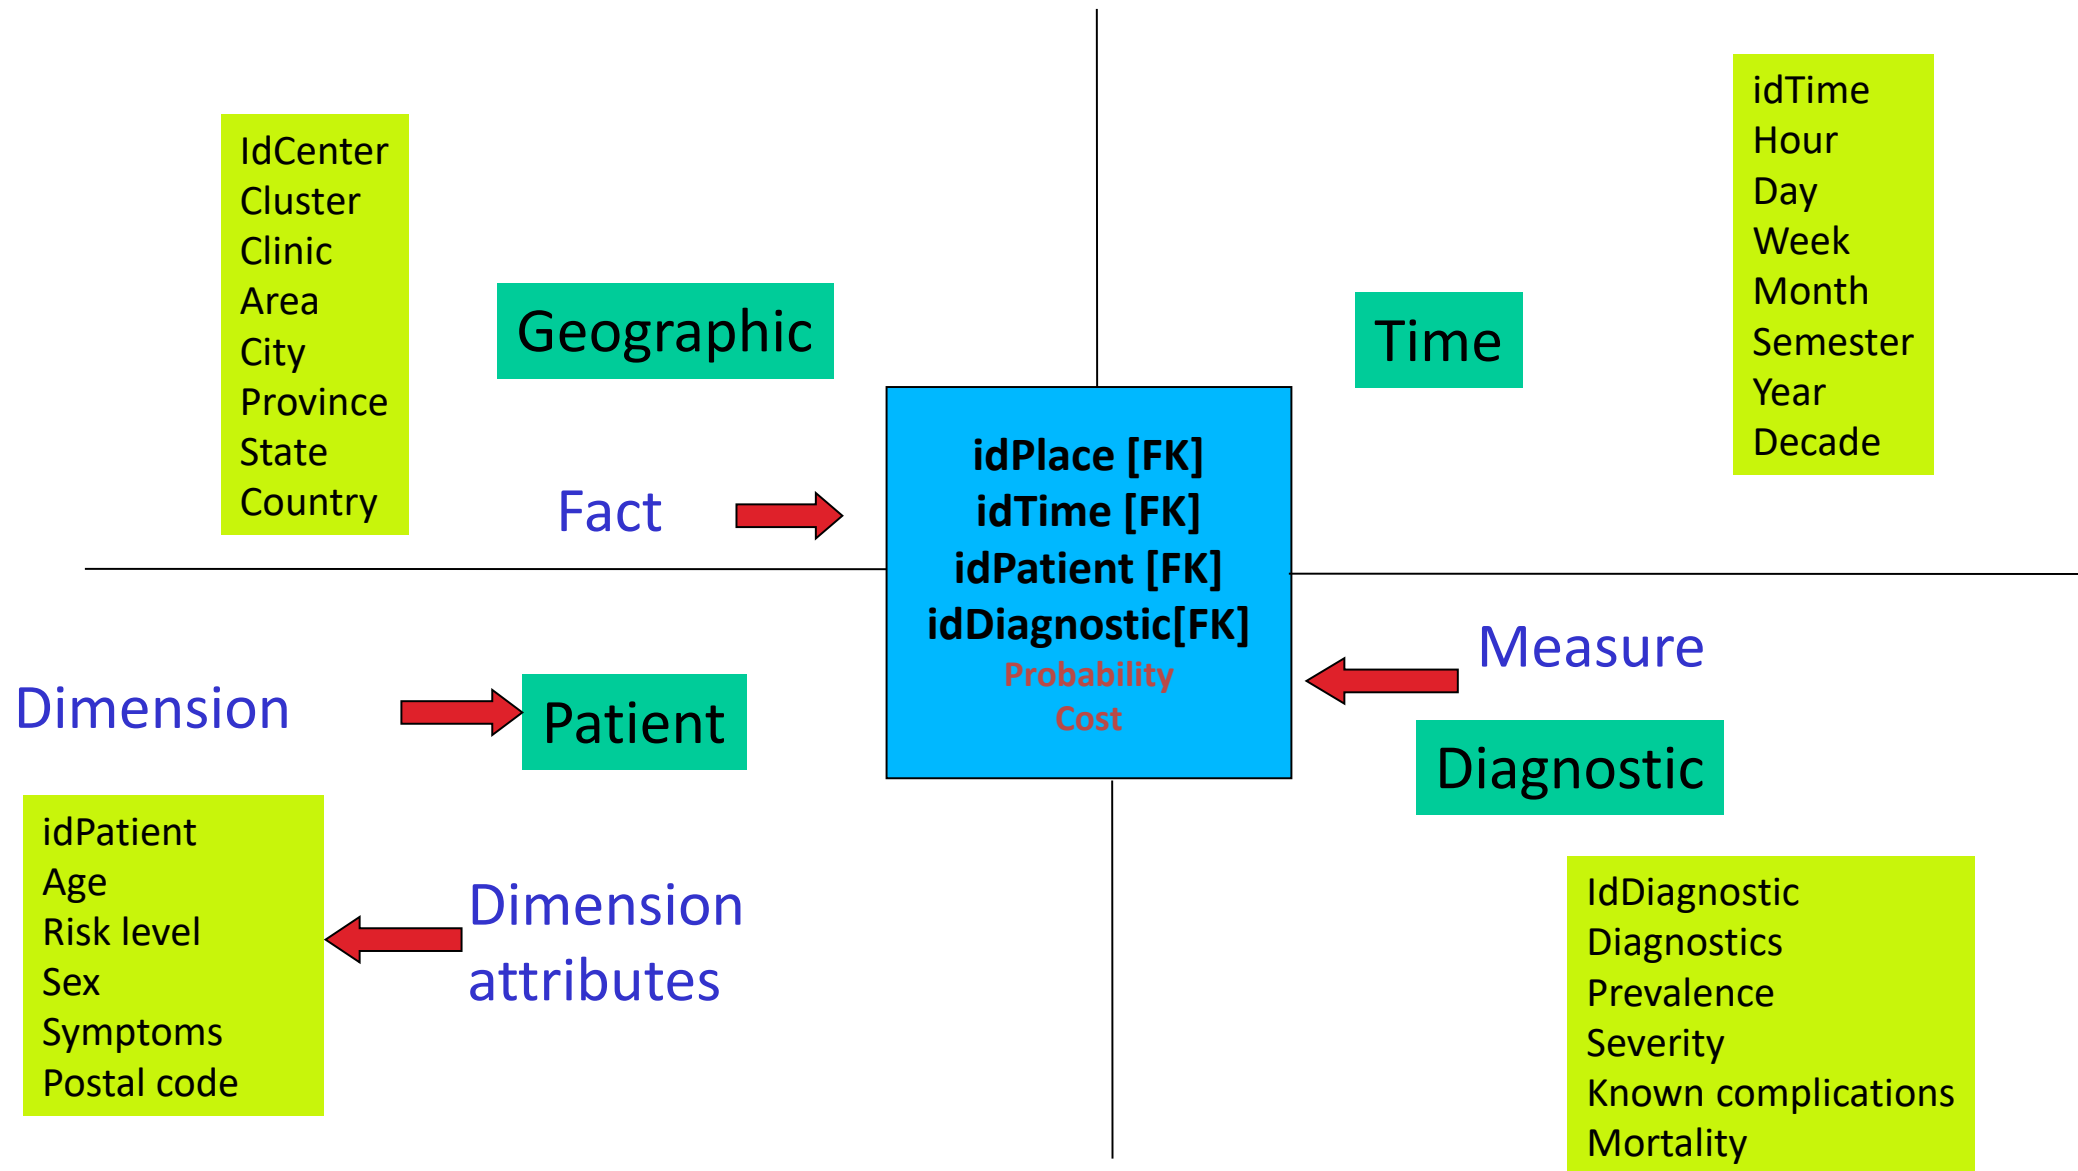 IdCenter
Cluster
Clinic
Area
City
Province
State
Country
Geographic
Fact
idTime
Hour
Day
Week
Month
Semester
Year
Decade
Time
idPlace [FK]
idTime [FK]
idPatient [FK]
idDiagnostic[FK]
Probability
Cost
Dimension
Patient
idPatient
Age
Risk level
Sex
Symptoms
Postal code
Dimension
attributes
Measure
Diagnostic
IdDiagnostic
Diagnostics
Prevalence
Severity
Known complications
Mortality